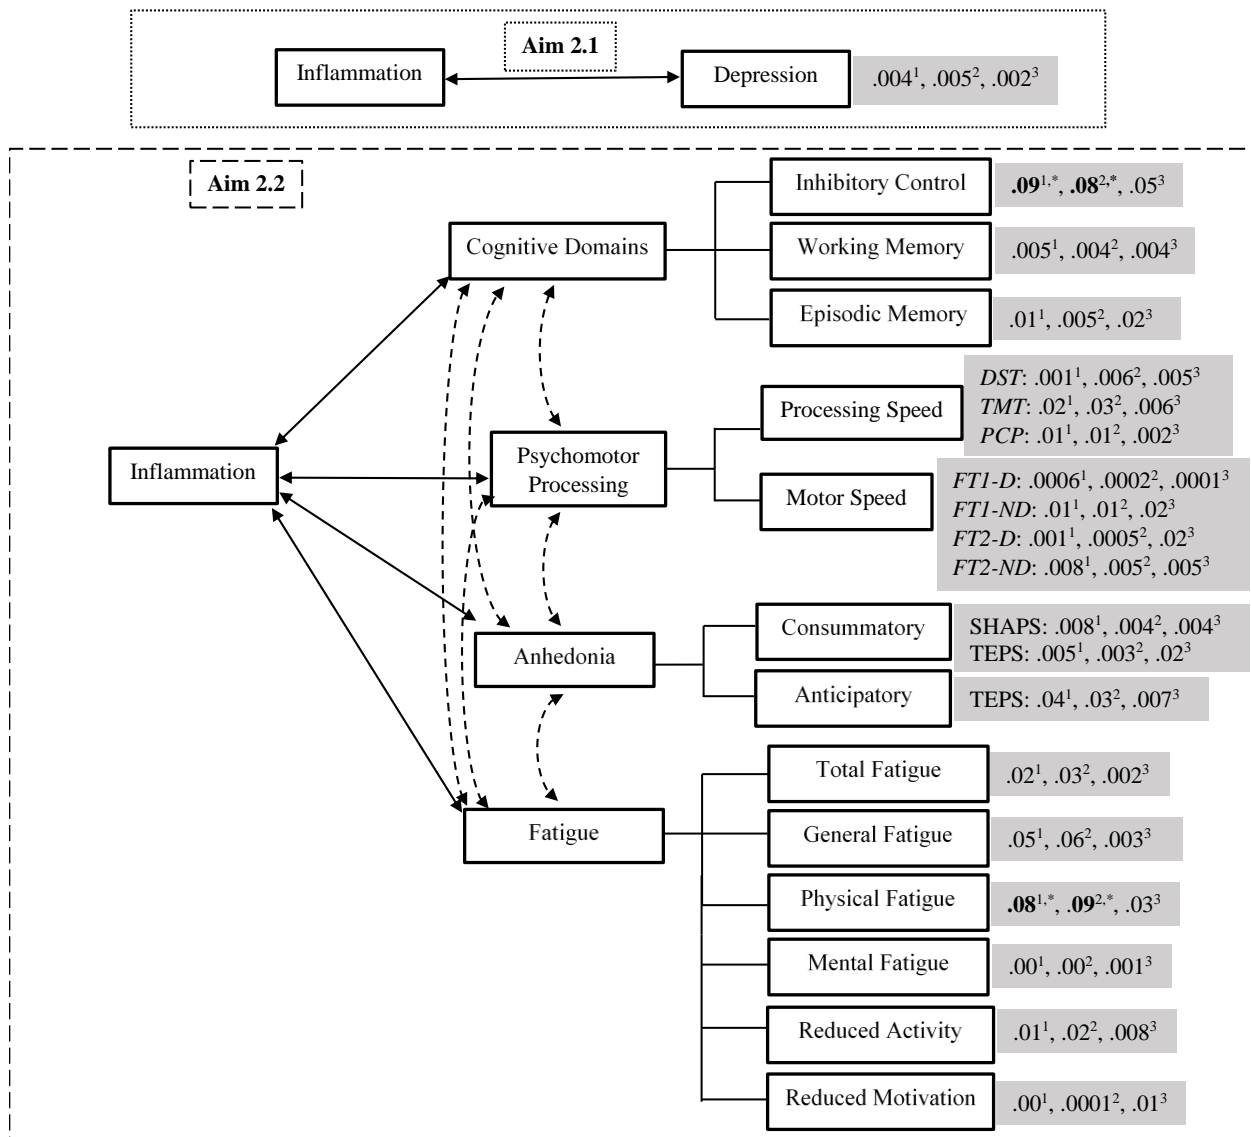 Aim 2.1
Inflammation
Depression
.004¹, .005², .002³
Aim 2.2
Inhibitory Control
.09¹,*, .08²,*, .05³
Cognitive Domains
Working Memory
.005¹, .004², .004³
Episodic Memory
.01¹, .005², .02³
Inflammation
Psychomotor
Processing
Processing Speed
DST: .001¹, .006², .005³
TMT: .02¹, .03², .006³
PCP: .01¹, .01², .002³
Motor Speed
FT1-D: .0006¹, .0002², .0001³
FT1-ND: .01¹, .01², .02³
FT2-D: .001¹, .0005², .02³
FT2-ND: .008¹, .005², .005³
Anhedonia
Consummatory
SHAPS: .008¹, .004², .004³
TEPS: .005¹, .003², .02³
Anticipatory
TEPS: .04¹, .03², .007³
Fatigue
Total Fatigue
.02¹, .03², .002³
General Fatigue
.05¹, .06², .003³
Physical Fatigue
.08¹,*, .09²,*, .03³
Mental Fatigue
.00¹, .00², .001³
Reduced Activity
.01¹, .02², .008³
Reduced Motivation
.00¹, .0001², .01³